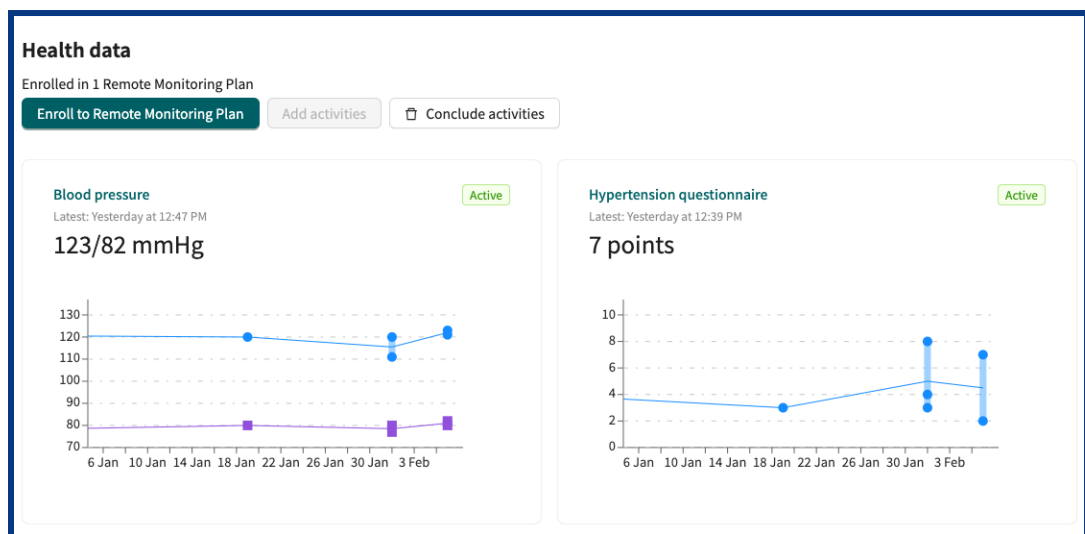 Health data
Enrolled in 1 Remote Monitoring Plan
Enroll to Remote Monitoring Plan
Add activities
Conclude activities
Blood pressure
Active
Latest: Yesterday at 12:47 PM
123/82 mmHg
130
120
110
100
90
80
70
6 Jan 10 Jan 14 Jan 18 Jan 22 Jan 26 Jan 30 Jan 3 Feb
Hypertension questionnaire
Active
Latest: Yesterday at 12:39 PM
7 points
10
8
6
4
2
0
6 Jan 10 Jan 14 Jan 18 Jan 22 Jan 26 Jan 30 Jan 3 Feb